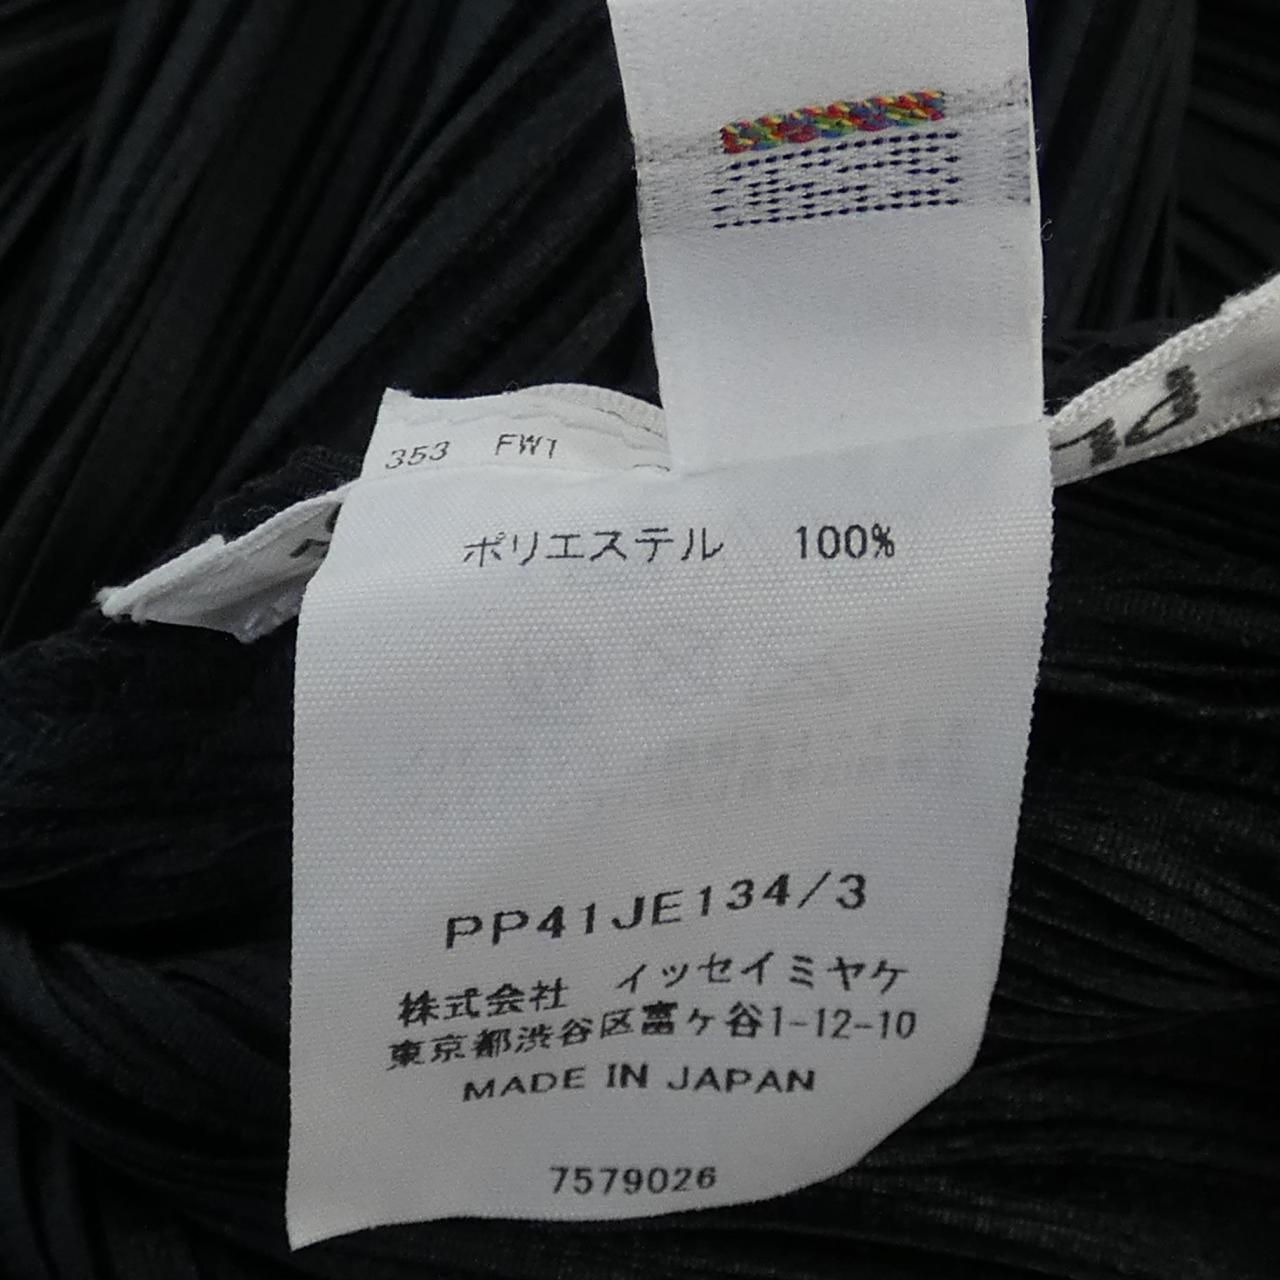 353 FW1
ポリエステル 100%
PP41JE134/3
株式会社 イッセイミヤケ
東京都渋谷区富ヶ谷1-12-10
MADE IN JAPAN
7579026